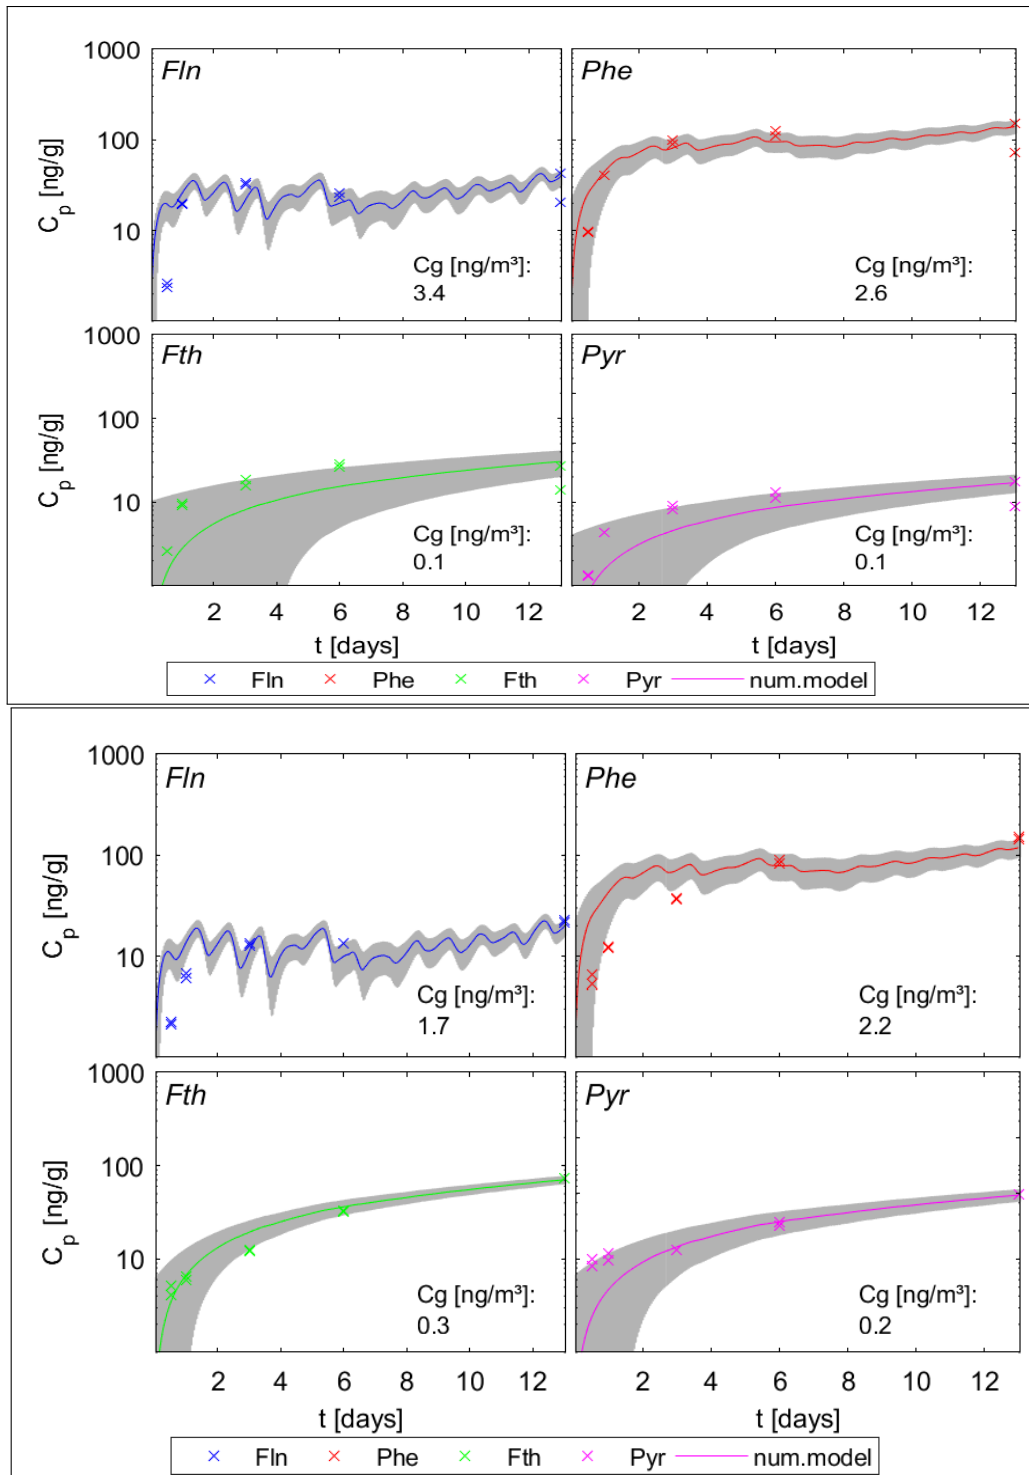 1000
Fln
Phe
100
10
Cp [ng/g]
Cg [ng/m³]:
3.4
Cg [ng/m³]:
2.6
1000
Fth
Pyr
100
10
Cp [ng/g]
Cg [ng/m³]:
0.1
Cg [ng/m³]:
0.1
2 4 6 8 10 12
2 4 6 8 10 12
t [days]
t [days]
Fln Phe Fth Pyr num.model
1000
Fln
Phe
100
10
Cp [ng/g]
Cg [ng/m³]:
1.7
Cg [ng/m³]:
2.2
1000
Fth
Pyr
100
10
Cp [ng/g]
Cg [ng/m³]:
0.3
Cg [ng/m³]:
0.2
2 4 6 8 10 12
2 4 6 8 10 12
t [days]
t [days]
Fln Phe Fth Pyr num.model